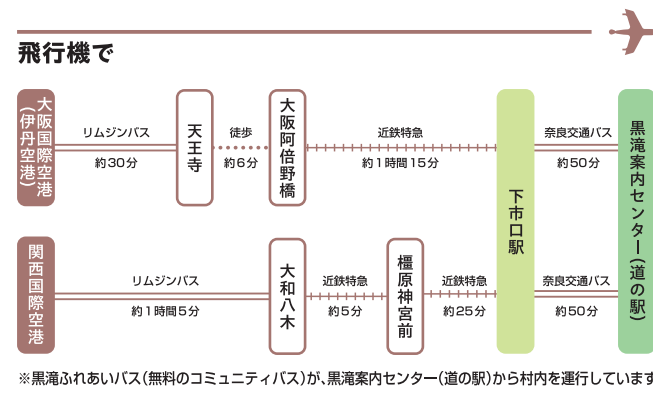 飛行機で
大阪国際空港
(伊丹空港)
リムジンバス
約30分
天王寺
徒歩
約6分
大阪阿倍野橋
近鉄特急
約1時間15分
下市口駅
奈良交通バス
約50分
黒滝案内センター(道の駅)
関西国際空港
リムジンバス
約1時間5分
大和八木
近鉄特急
約5分
橿原神宮前
近鉄特急
約25分
奈良交通バス
約50分
※黒滝ふれあいバス(無料のコミュニティバス)が、黒滝案内センター(道の駅)から村内を運行しています